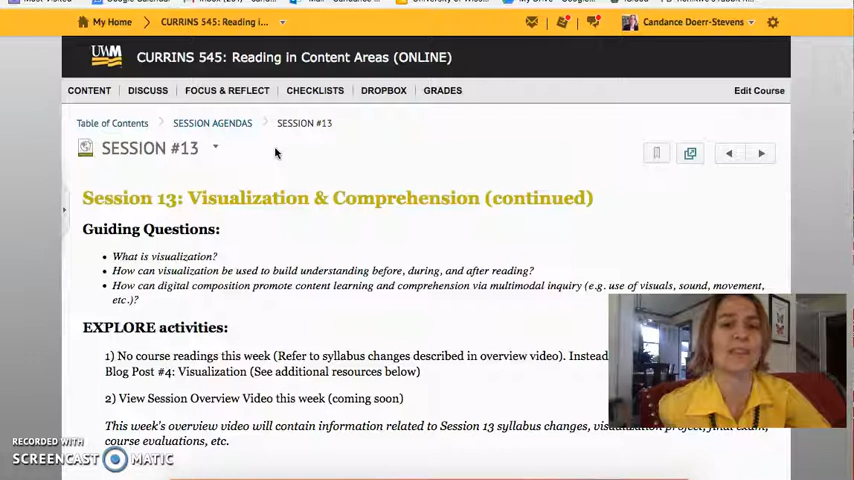 My Home CURRINS 545: Reading i... Candance Doerr-Stevens
UWM CURRINS 545: Reading in Content Areas (ONLINE)
CONTENT DISCUSS FOCUS & REFLECT CHECKLISTS DROPBOX GRADES Edit Course
Table of Contents SESSION AGENDAS SESSION #13
SESSION #13
Session 13: Visualization & Comprehension (continued)
Guiding Questions:
• What is visualization?
• How can visualization be used to build understanding before, during, and after reading?
• How can digital composition promote content learning and comprehension via multimodal inquiry (e.g. use of visuals, sound, movement,
etc.)?
EXPLORE activities:
1) No course readings this week (Refer to syllabus changes described in overview video). Instead
Blog Post #4: Visualization (See additional resources below)
2) View Session Overview Video this week (coming soon)
This week's overview video will contain information related to Session 13 syllabus changes, visualization project, final exam,
course evaluations, etc.
RECORDED WITH
SCREENCAST MATIC